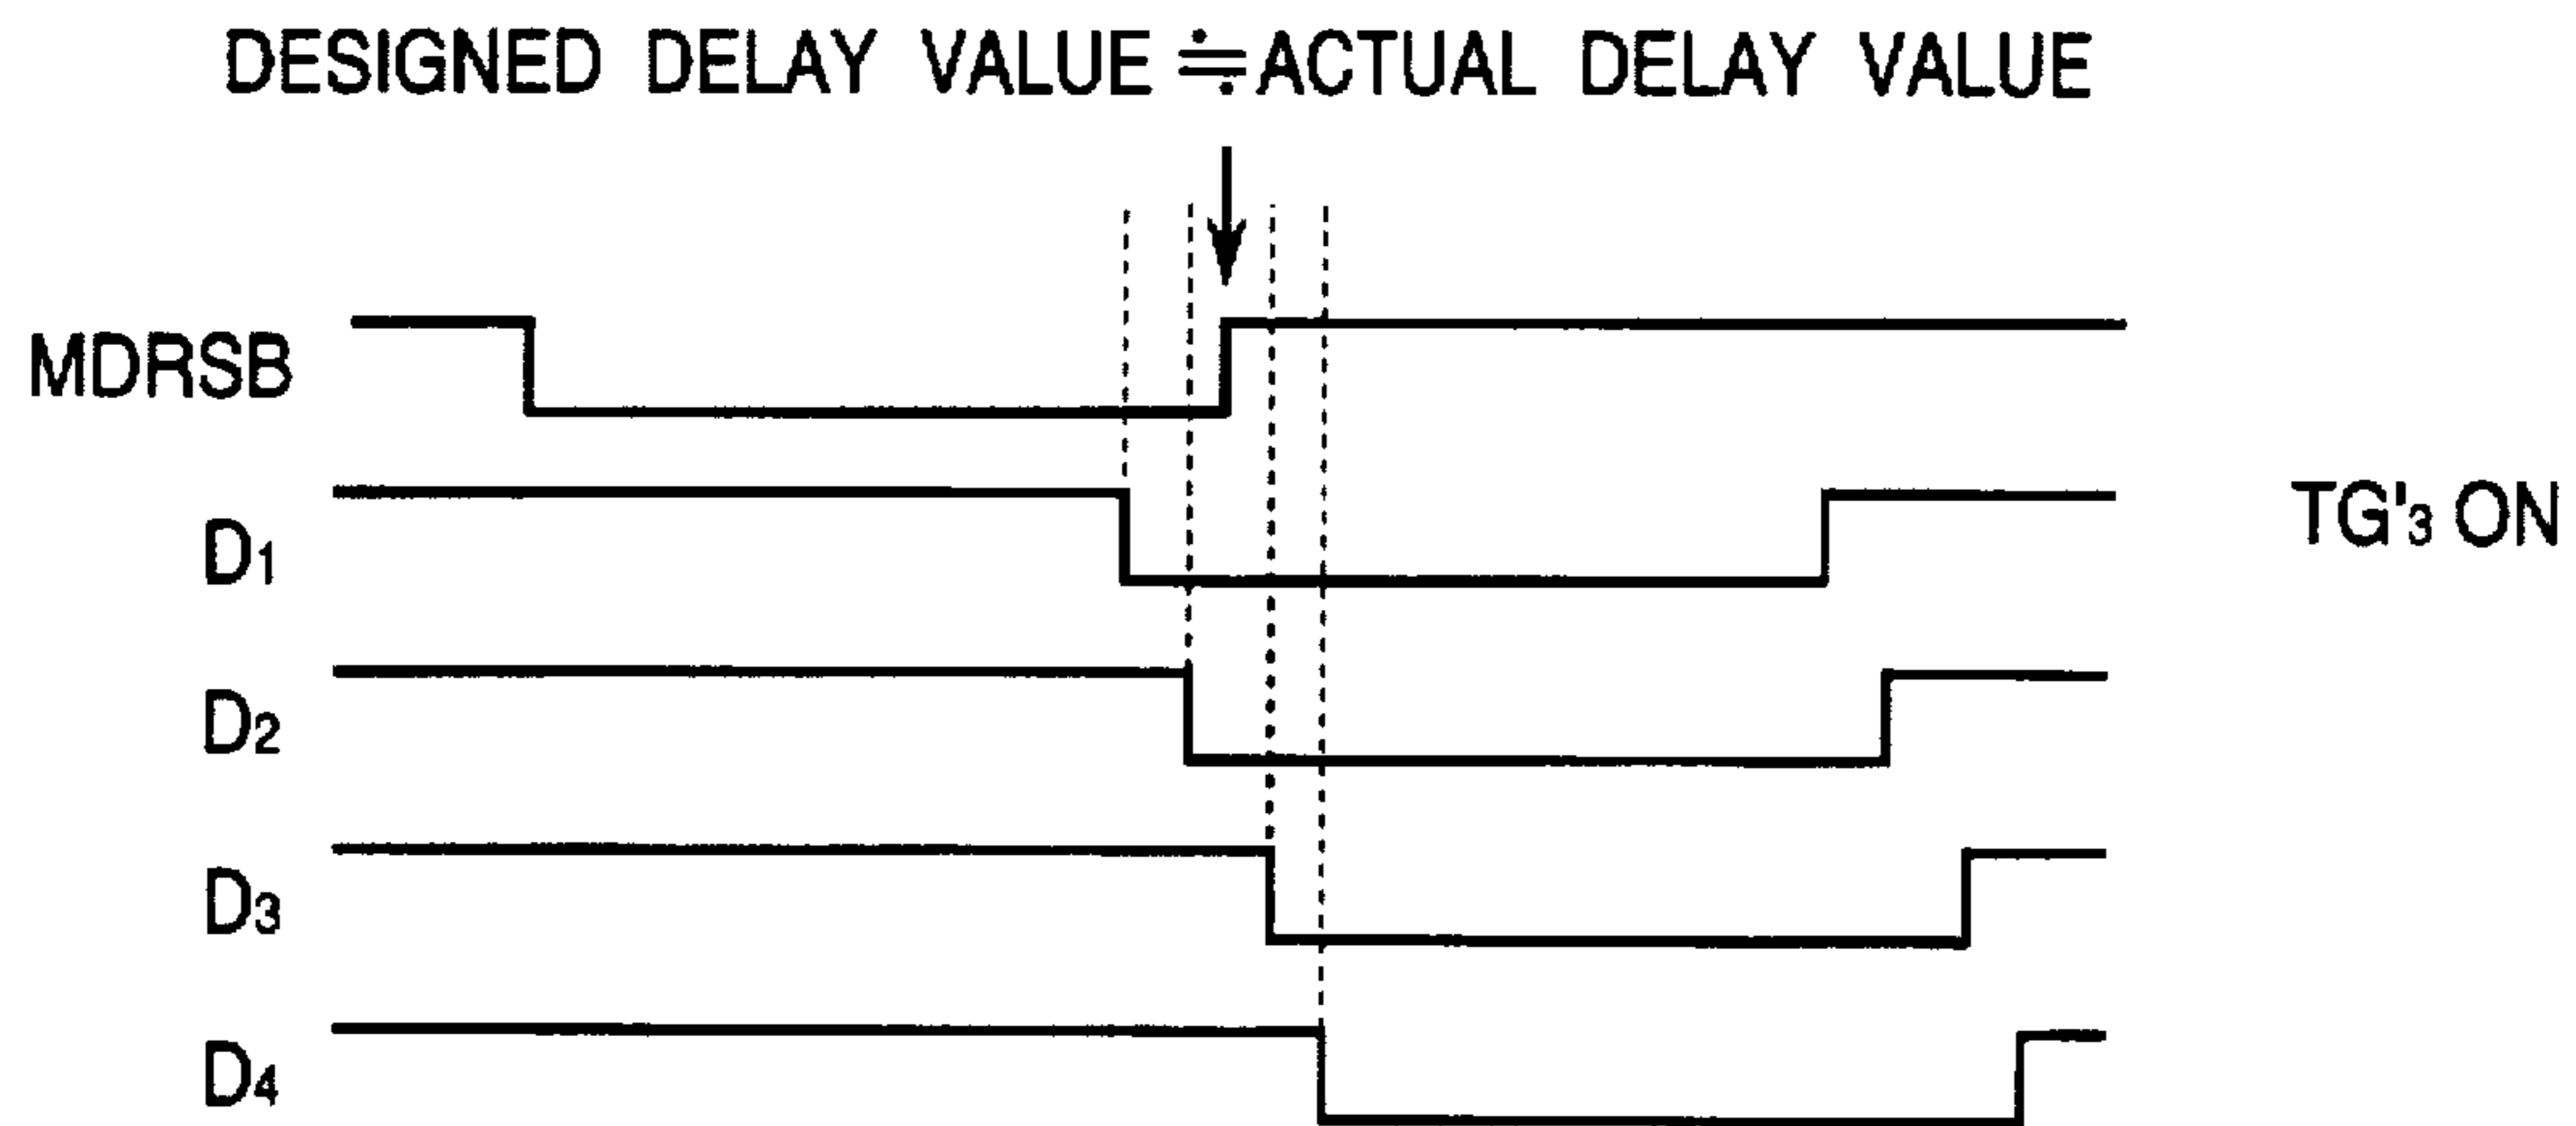 DESIGNED DELAY VALUE ≒ ACTUAL DELAY VALUE
MDRSB
D1
TG'3 ON
D2
D3
D4